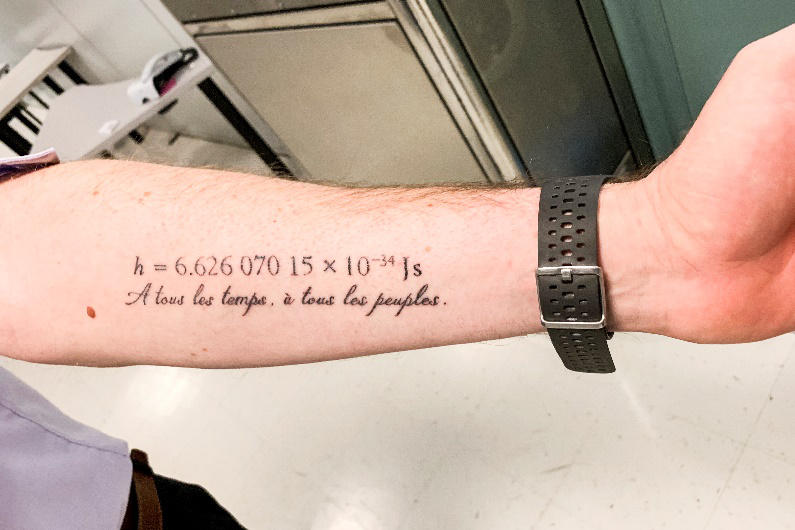 h = 6.626 070 15 × 10⁻³⁴ Js
A tous les temps, à tous les peuples.